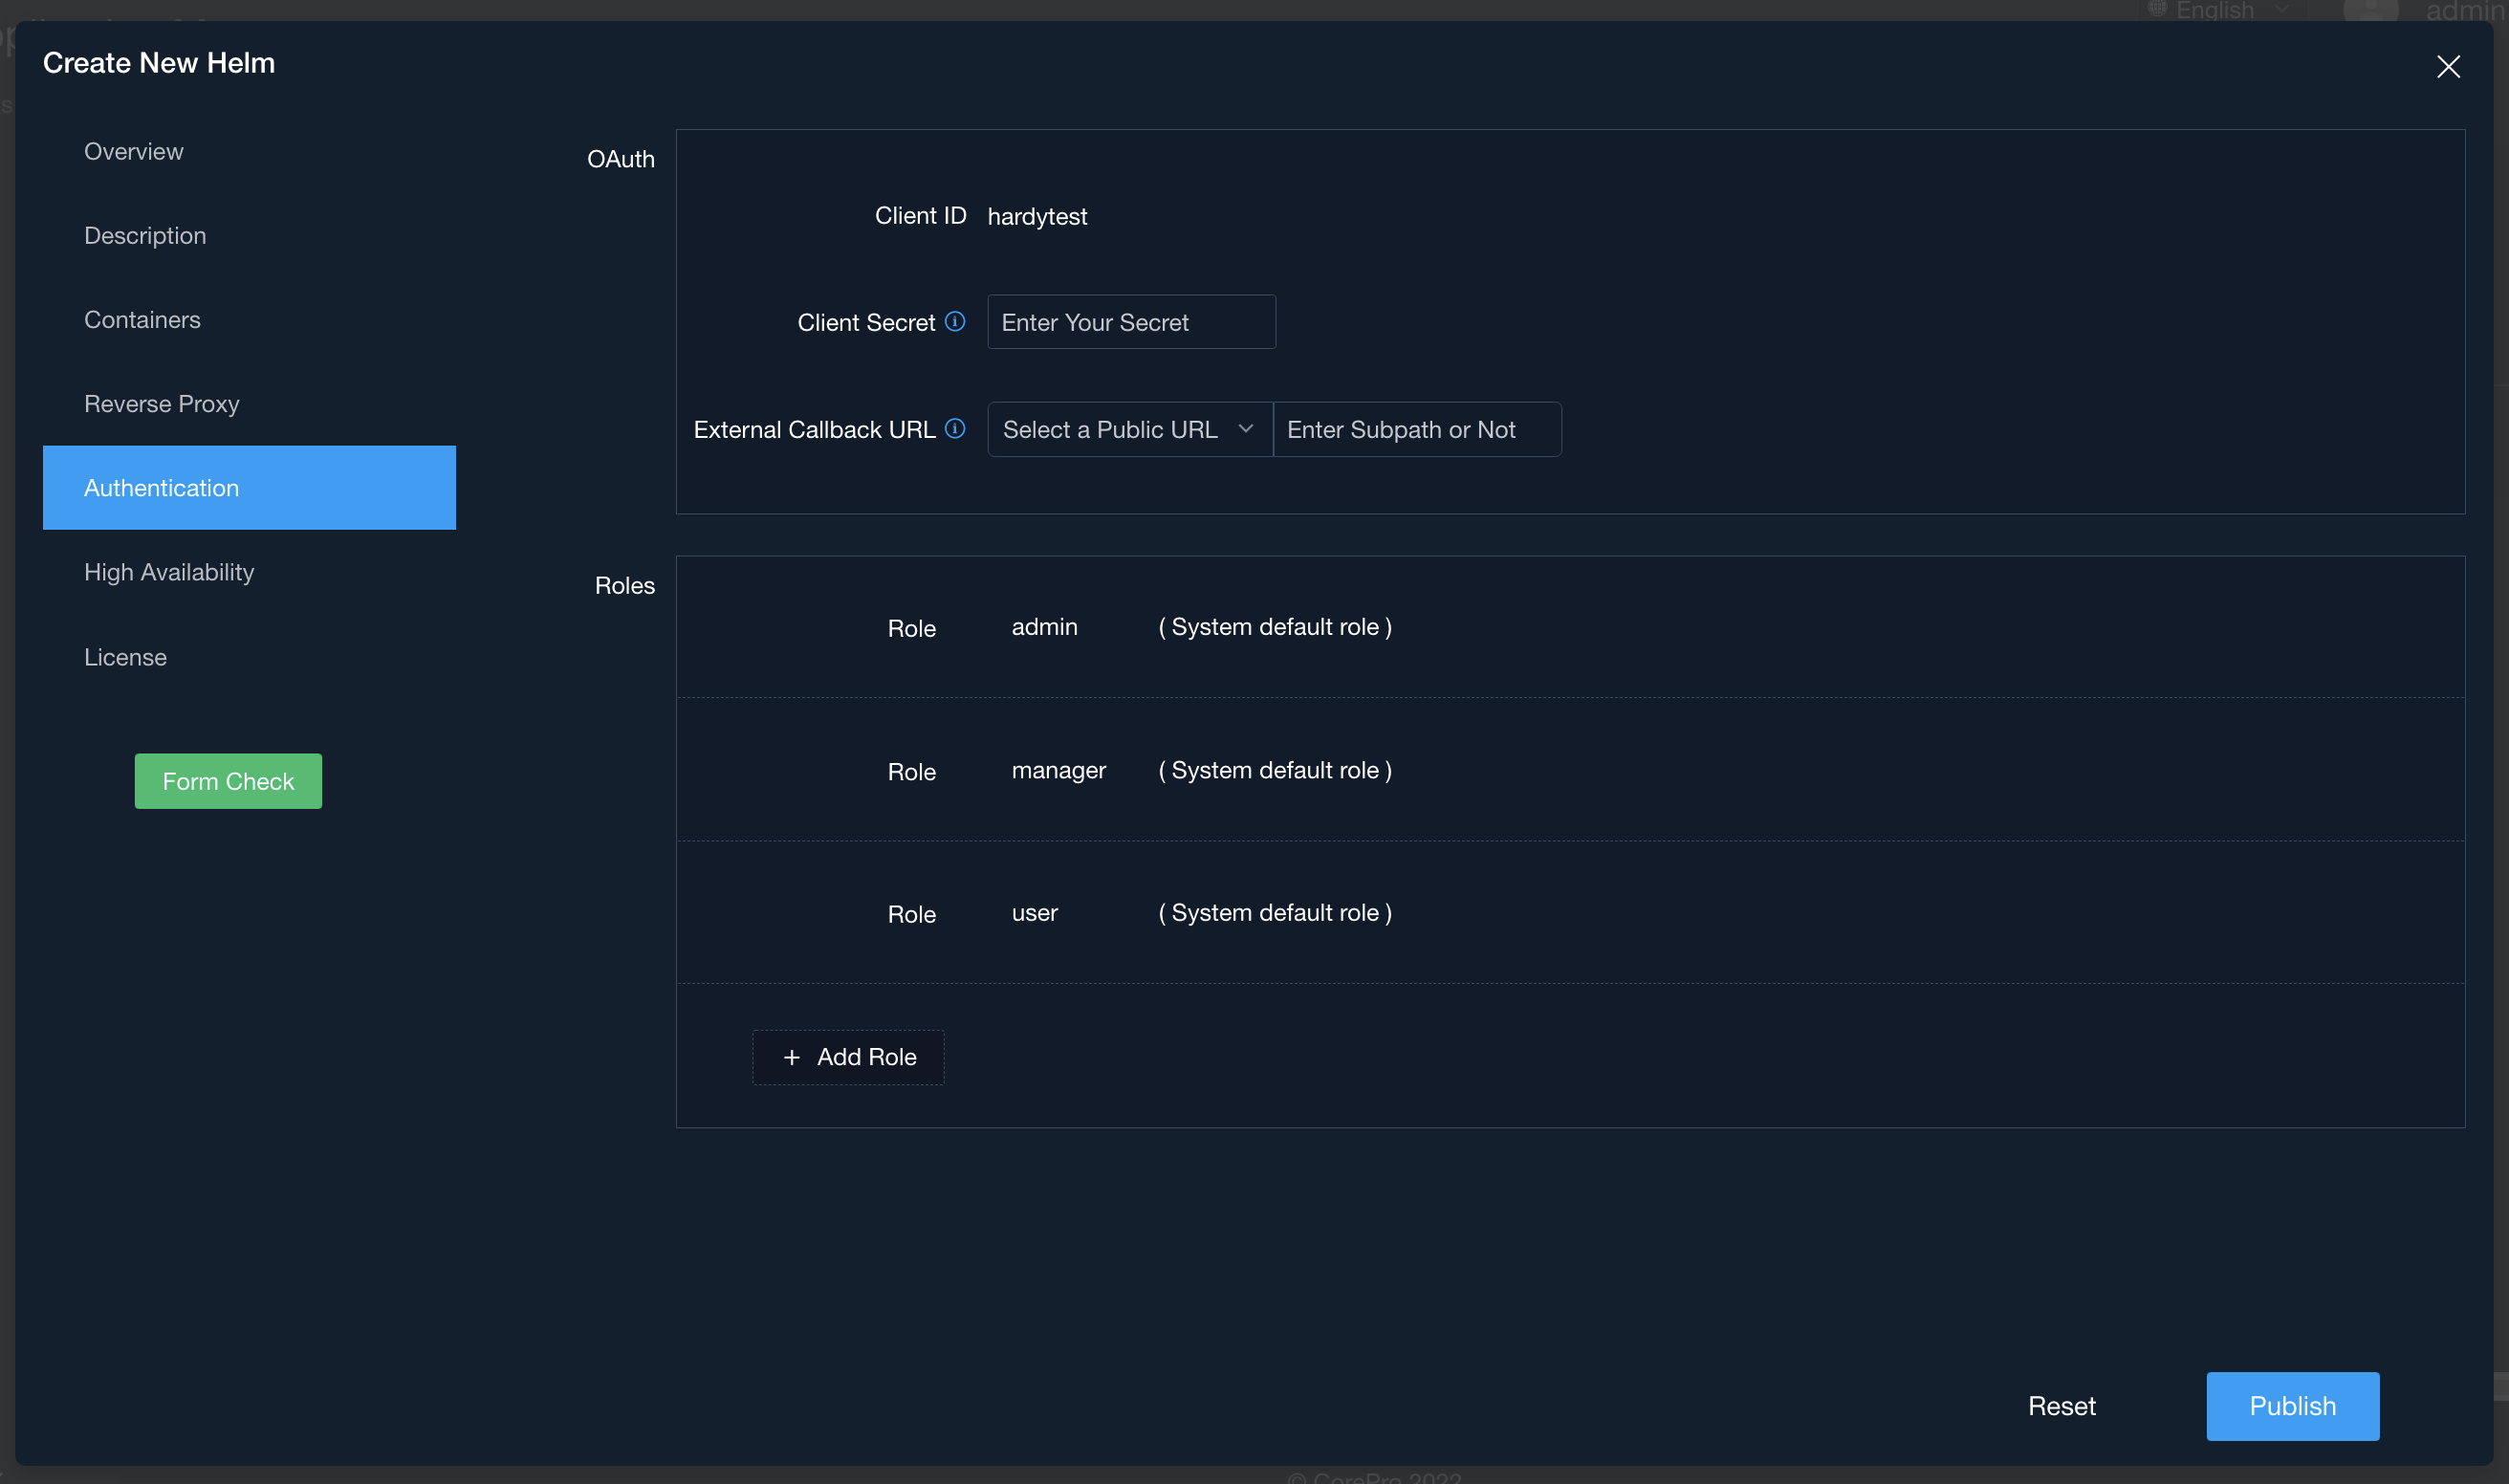 English
admin
Create New Helm
Overview
Description
Containers
Reverse Proxy
Authentication
High Availability
License
Form Check
OAuth
Client ID hardytest
Client Secret Enter Your Secret
External Callback URL Select a Public URL Enter Subpath or Not
Roles
Role admin ( System default role )
Role manager ( System default role )
Role user ( System default role )
+ Add Role
Reset Publish
© CorePro 2022